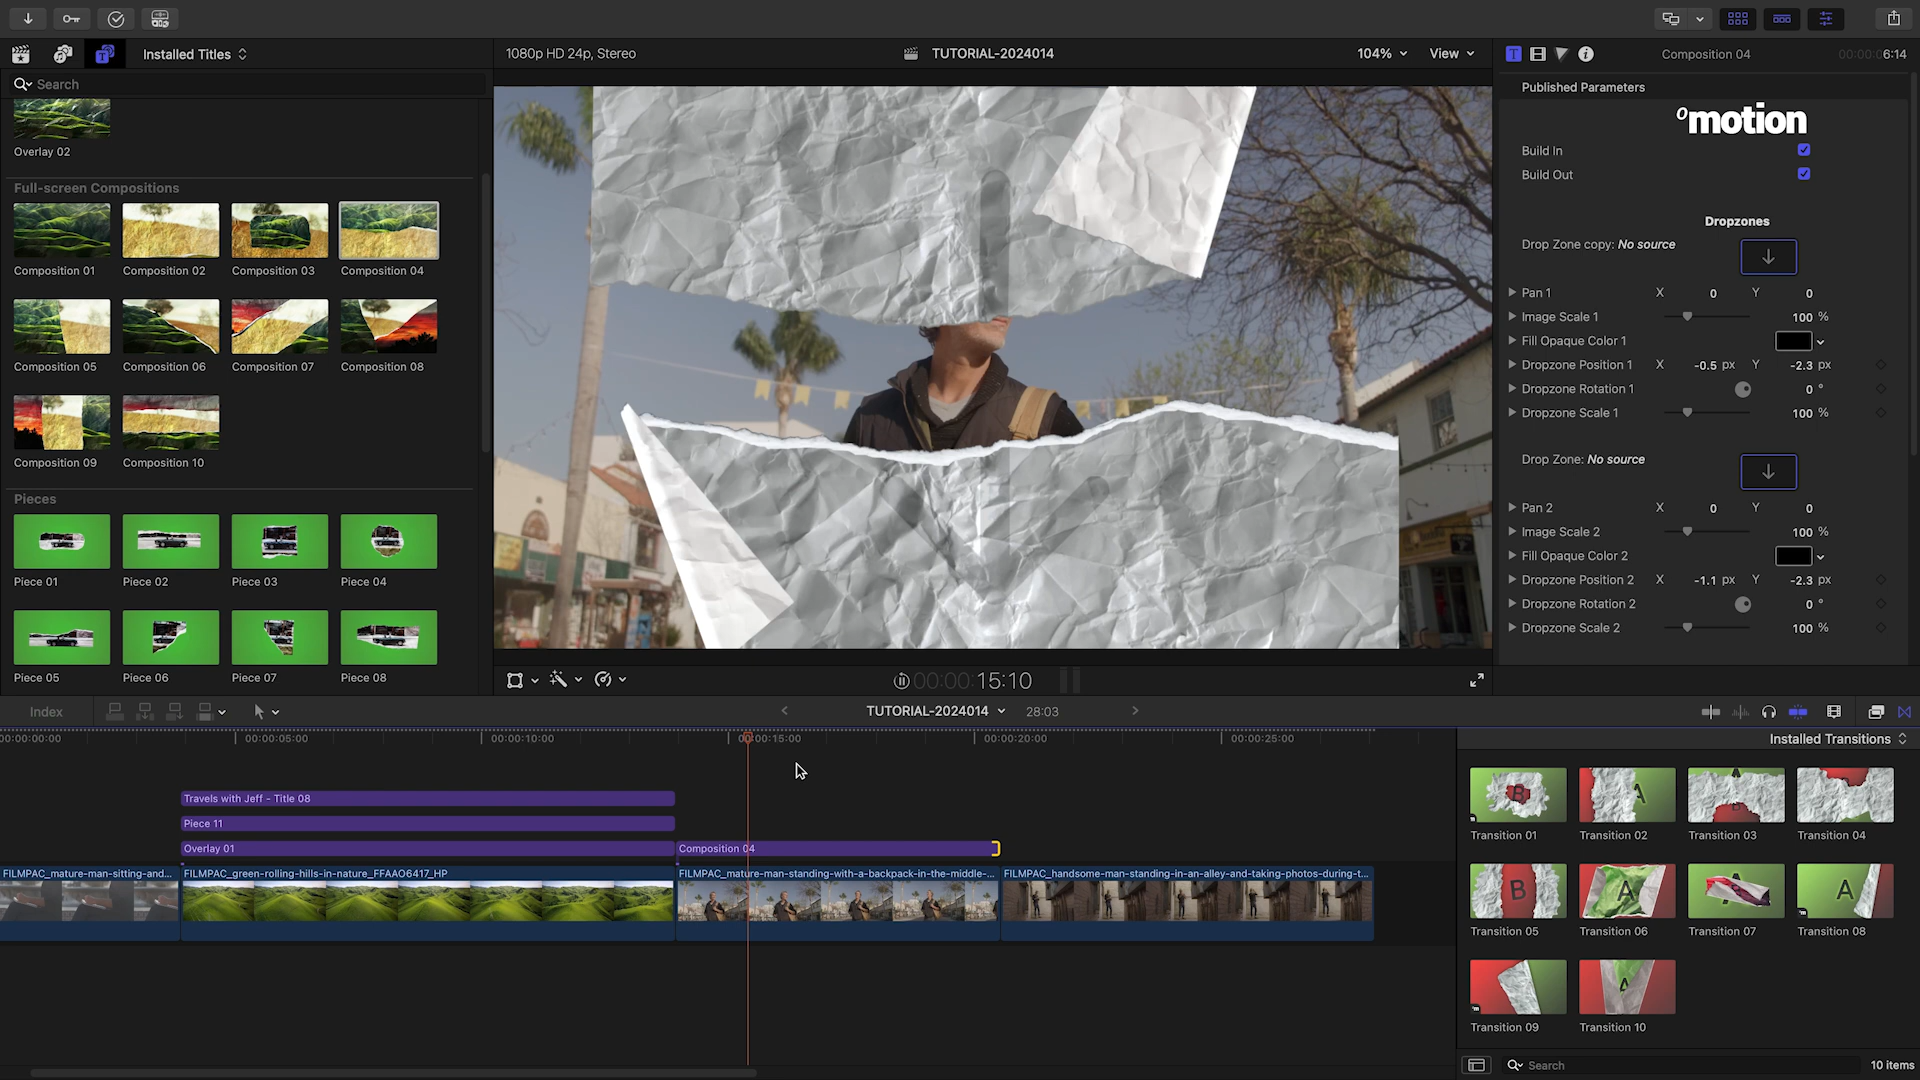 Installed Titles
1080p HD 24p, Stereo
TUTORIAL-2024014
104%
View
Composition 04
00:00:06:14
Search
Published Parameters
Overlay 02
omotion
Build In
Build Out
Full-screen Compositions
Composition 01
Composition 02
Composition 03
Composition 04
Composition 05
Composition 06
Composition 07
Composition 08
Composition 09
Composition 10
Pieces
Piece 01
Piece 02
Piece 03
Piece 04
Piece 05
Piece 06
Piece 07
Piece 08
Dropzones
Drop Zone copy: No source
Pan 1 X 0 Y 0
Image Scale 1 100 %
Fill Opaque Color 1
Dropzone Position 1 X -0.5 px Y -2.3 px
Dropzone Rotation 1 0 °
Dropzone Scale 1 100 %
Drop Zone: No source
Pan 2 X 0 Y 0
Image Scale 2 100 %
Fill Opaque Color 2
Dropzone Position 2 X -1.1 px Y -2.3 px
Dropzone Rotation 2 0 °
Dropzone Scale 2 100 %
00:00:15:10
Index
TUTORIAL-2024014
28:03
00:00:00:00
00:00:05:00
00:00:10:00
00:00:15:00
00:00:20:00
00:00:25:00
Travels with Jeff - Title 08
Piece 11
Overlay 01
Composition 04
FILMPAC_mature-man-sitting-and...
FILMPAC_green-rolling-hills-in-nature_FFAAO6417_HP
FILMPAC_mature-man-standing-with-a-backpack-in-the-middle-...
FILMPAC_handsome-man-standing-in-an-alley-and-taking-photos-during-t...
Installed Transitions
B
A
B
A
A
A
A
Transition 01
Transition 02
Transition 03
Transition 04
Transition 05
Transition 06
Transition 07
Transition 08
Transition 09
Transition 10
Search
10 items